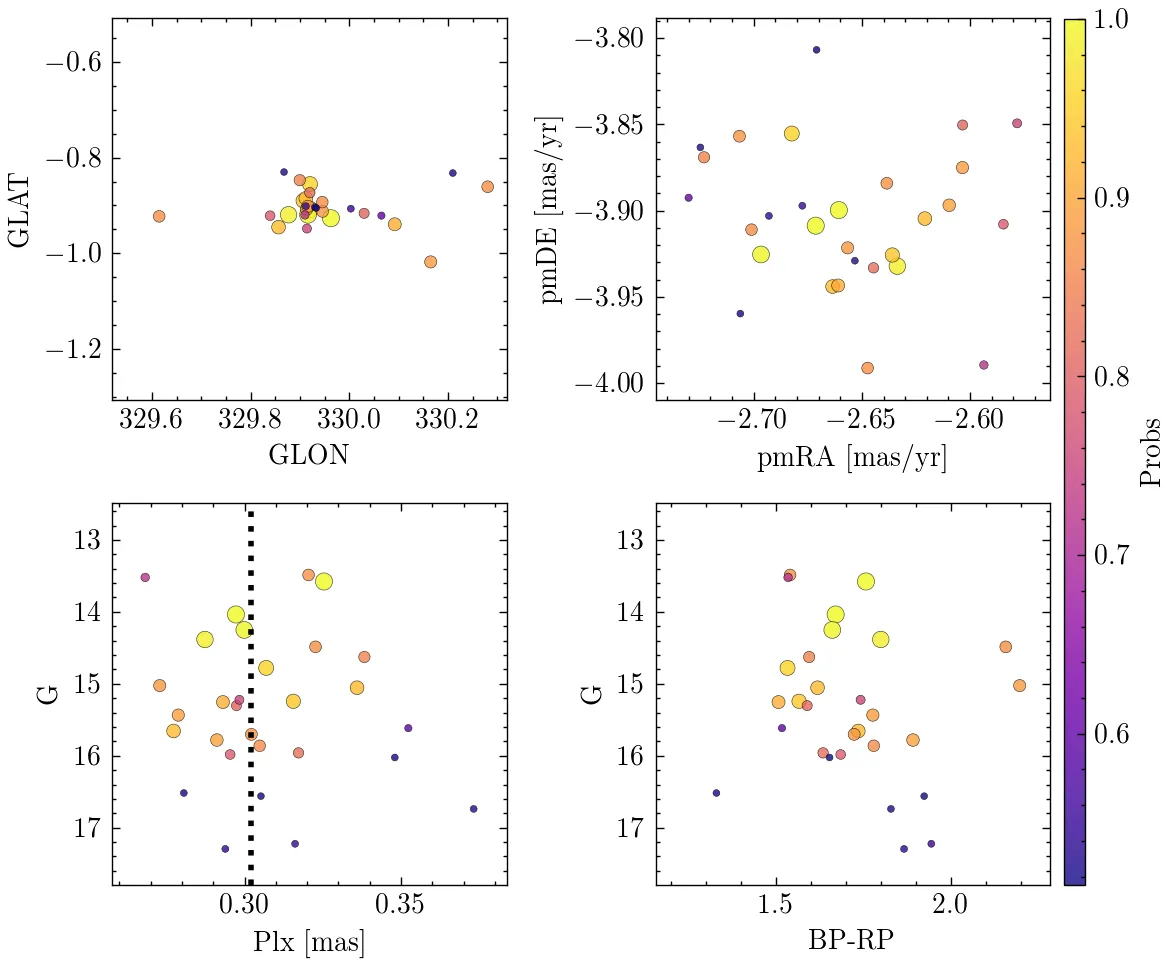 −0.6
−0.8
−1.0
−1.2
GLAT
329.6 329.8 330.0 330.2
GLON
−3.80
−3.85
−3.90
−3.95
−4.00
pmDE [mas/yr]
−2.70 −2.65 −2.60
pmRA [mas/yr]
13
14
15
16
17
G
0.30 0.35
Plx [mas]
13
14
15
16
17
G
1.5 2.0
BP-RP
1.0
0.9
0.8
0.7
0.6
Probs